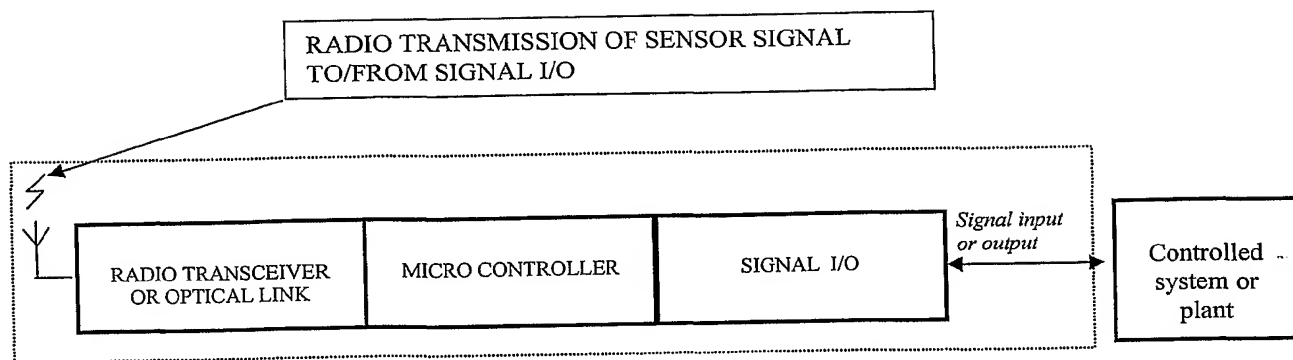 RADIO TRANSMISSION OF SENSOR SIGNAL
TO/FROM SIGNAL I/O
RADIO TRANSCEIVER
OR OPTICAL LINK
MICRO CONTROLLER
SIGNAL I/O
Signal input
or output
Controlled
system or
plant